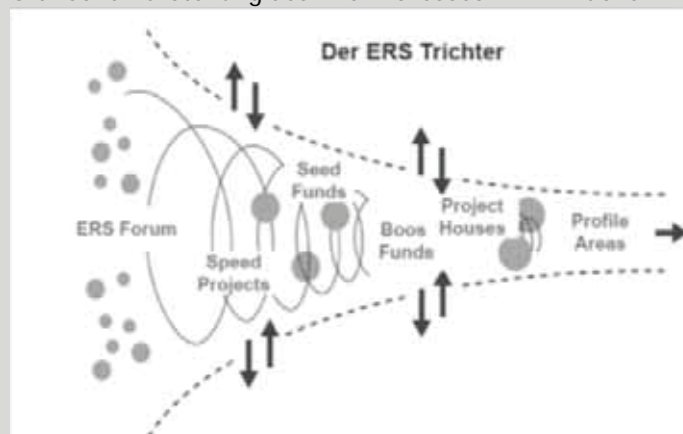 Der ERS Trichter
Seed
Funds
ERS Forum
Speed
Projects
Boos
Funds
Project
Houses
Profile
Areas